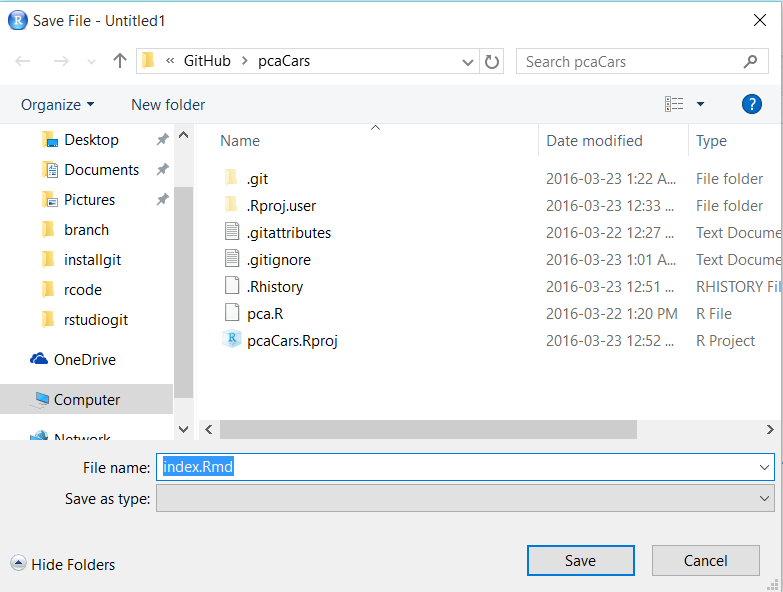 R Save File - Untitled1
« GitHub > pcaCars
Search pcaCars
Organize
New folder
?
Desktop
Documents
Pictures
branch
installgit
rcode
rstudiogit
OneDrive
Computer
Network
Name Date modified Type
.git 2016-03-23 1:22 A... File folder
.Rproj.user 2016-03-23 12:33 ... File folder
.gitattributes 2016-03-22 12:27 ... Text Docume
.gitignore 2016-03-23 1:01 A... Text Docume
.Rhistory 2016-03-23 12:51 ... RHISTORY Fil
pca.R 2016-03-22 1:20 PM R File
R pcaCars.Rproj 2016-03-23 12:52 ... R Project
File name: index.Rmd
Save as type:
Hide Folders
Save
Cancel